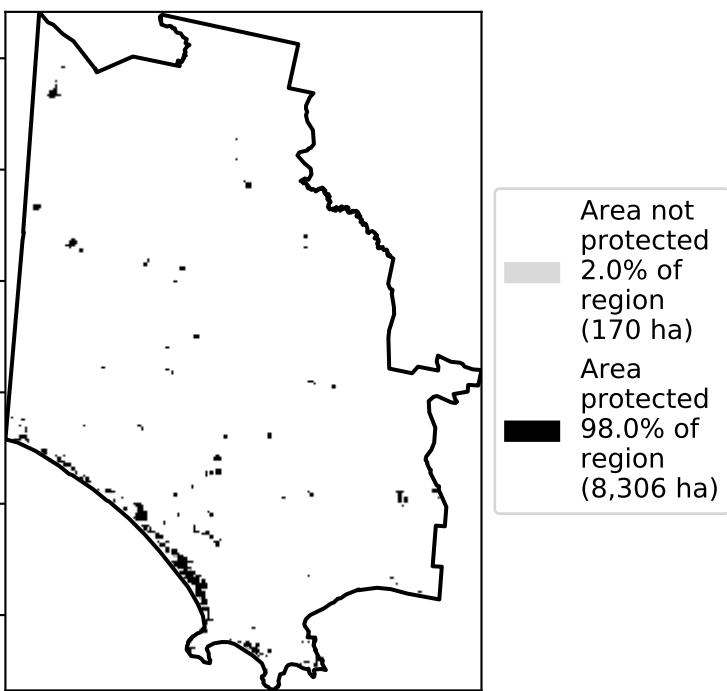 Area not
protected
2.0% of
region
(170 ha)
Area
protected
98.0% of
region
(8,306 ha)